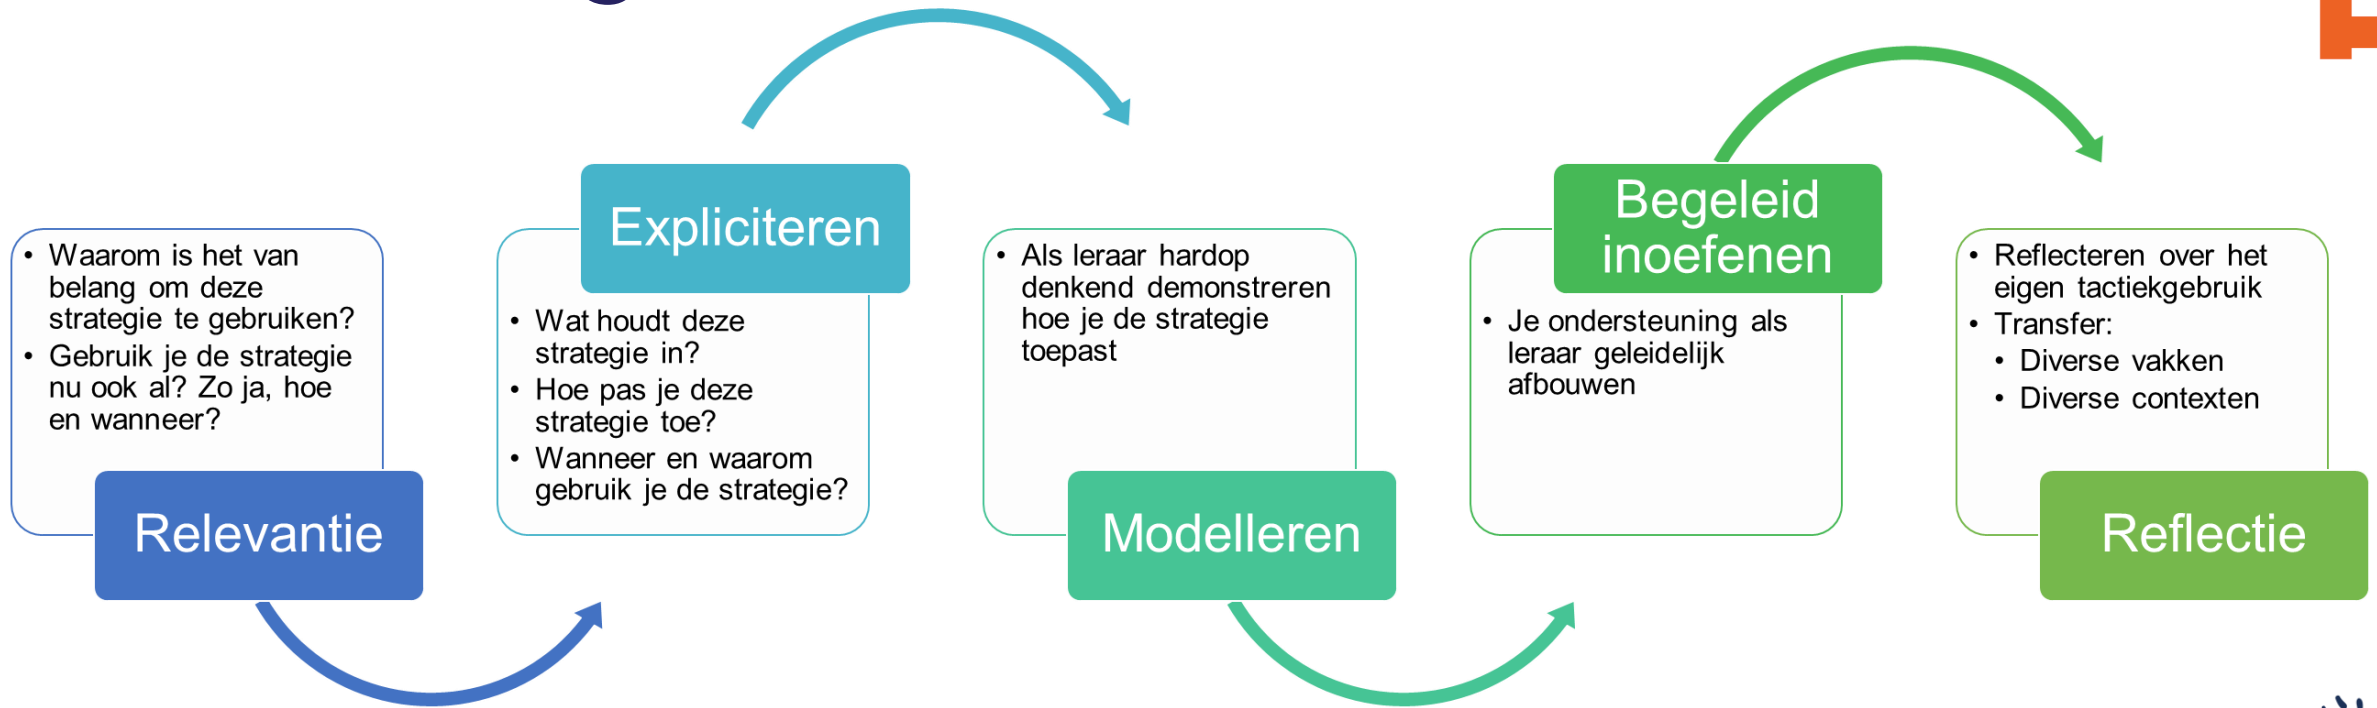 • Waarom is het van
belang om deze
strategie te gebruiken?
• Gebruik je de strategie
nu ook al? Zo ja, hoe
en wanneer?
Relevantie
Expliciteren
• Wat houdt deze
strategie in?
• Hoe pas je deze
strategie toe?
• Wanneer en waarom
gebruik je de strategie?
• Als leraar hardop
denkend demonstreren
hoe je de strategie
toepast
Modelleren
Begeleid
inoefenen
• Je ondersteuning als
leraar geleidelijk
afbouwen
• Reflecteren over het
eigen tactiekgebruik
• Transfer:
• Diverse vakken
• Diverse contexten
Reflectie